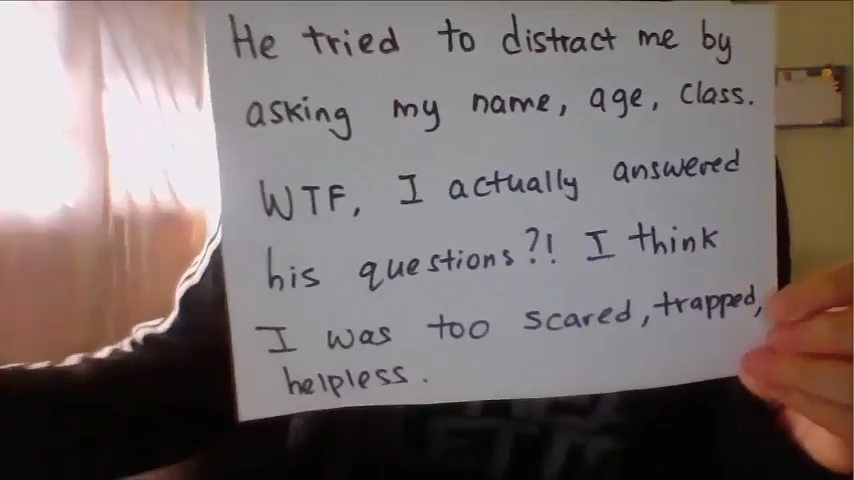 He tried to distract me by
asking my name, age, class.
WTF, I actually answered
his questions?! I think
I was too scared, trapped,
helpless.